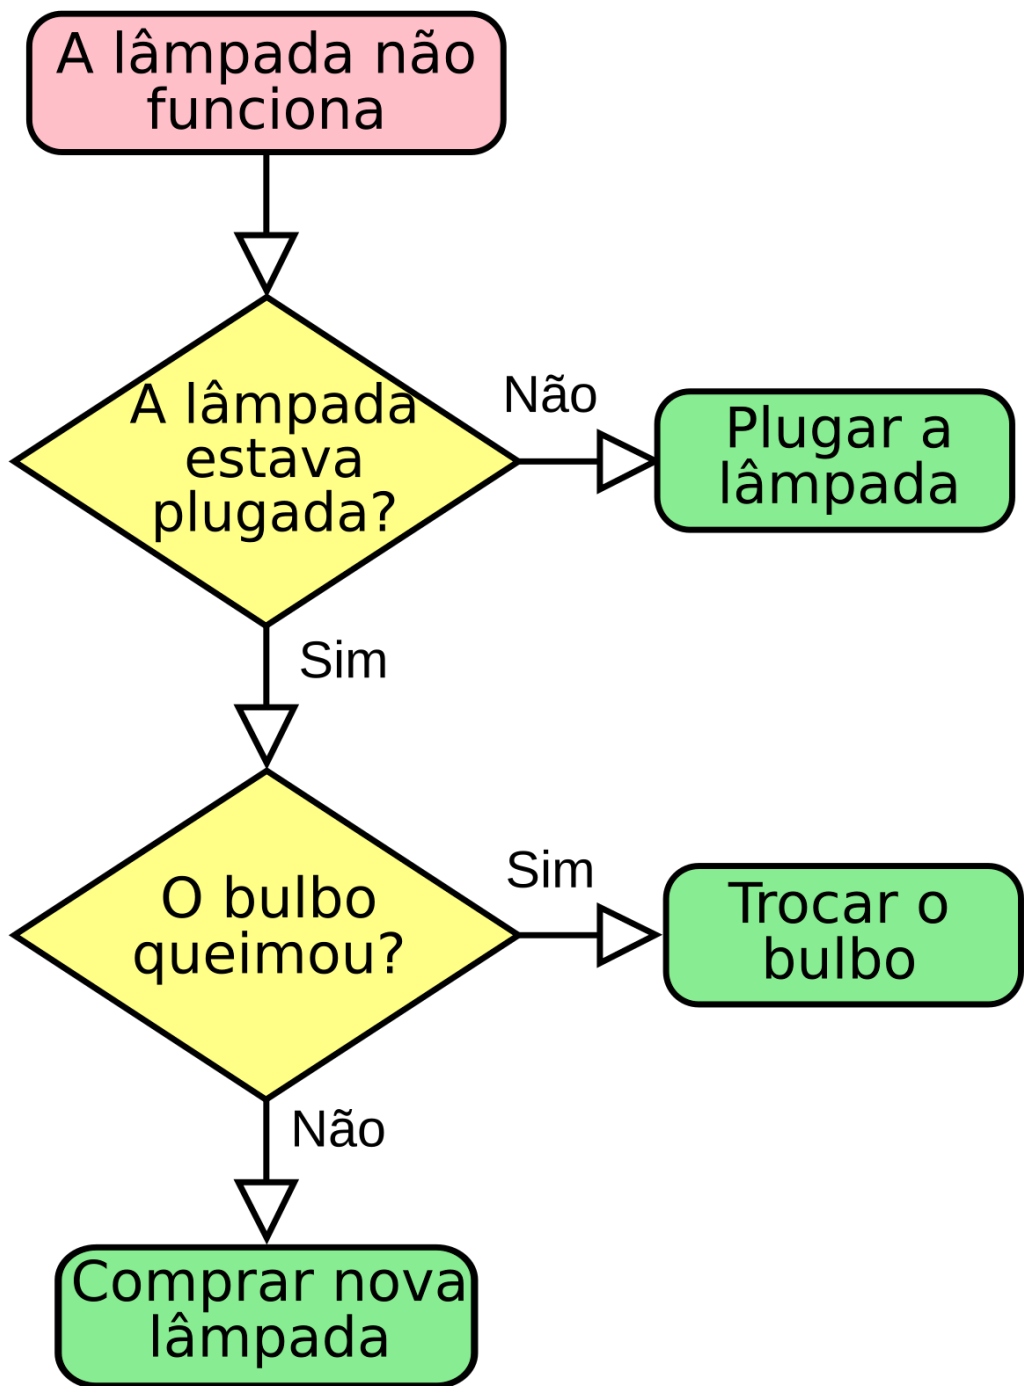 A lâmpada não
funciona
A lâmpada
estava
plugada?
Não
Plugar a
lâmpada
Sim
O bulbo
queimou?
Sim
Trocar o
bulbo
Não
Comprar nova
lâmpada